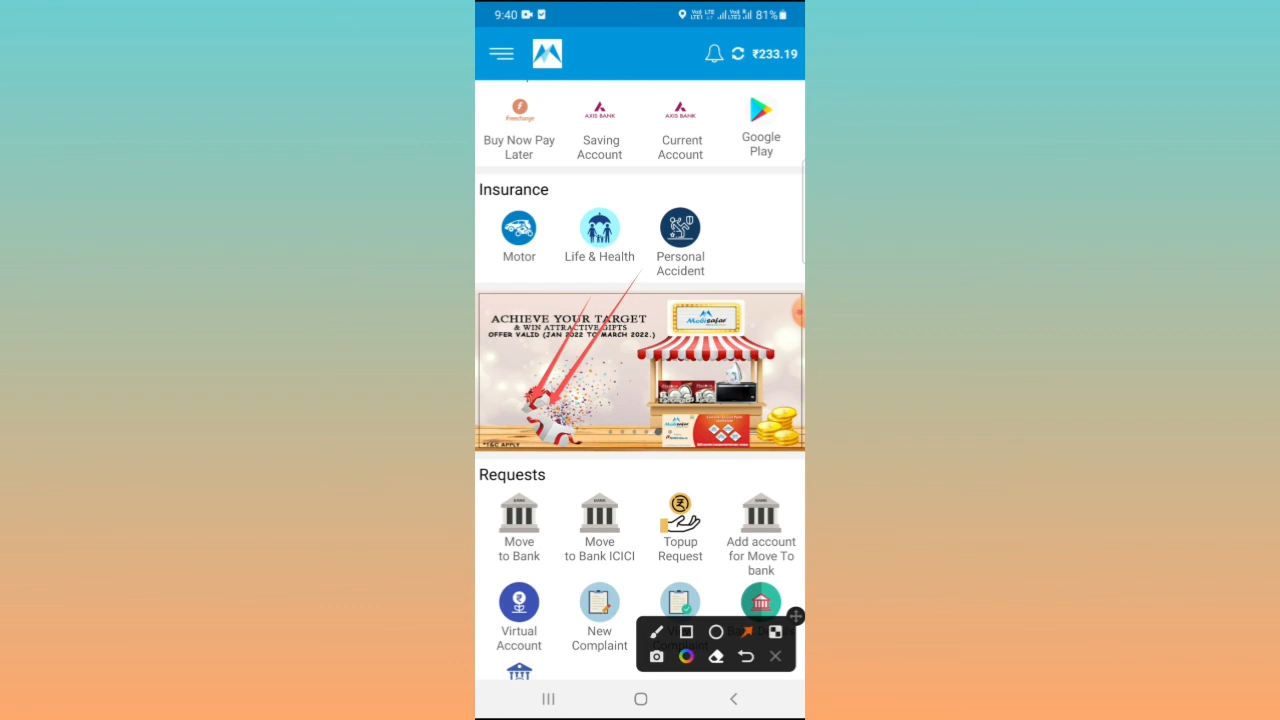 9:40
81%
₹233.19
freecharge
AXIS BANK
AXIS BANK
Buy Now Pay
Later
Saving
Account
Current
Account
Google
Play
Insurance
Motor
Life & Health
Personal
Accident
ACHIEVE YOUR TARGET
& WIN ATTRACTIVE GIFTS
OFFER VALID (JAN 2022 TO MARCH 2022.)
Mobisafar
*T&C APPLY
Requests
Move
to Bank
Move
to Bank ICICI
Topup
Request
Add account
for Move To
bank
Virtual
Account
New
Complaint